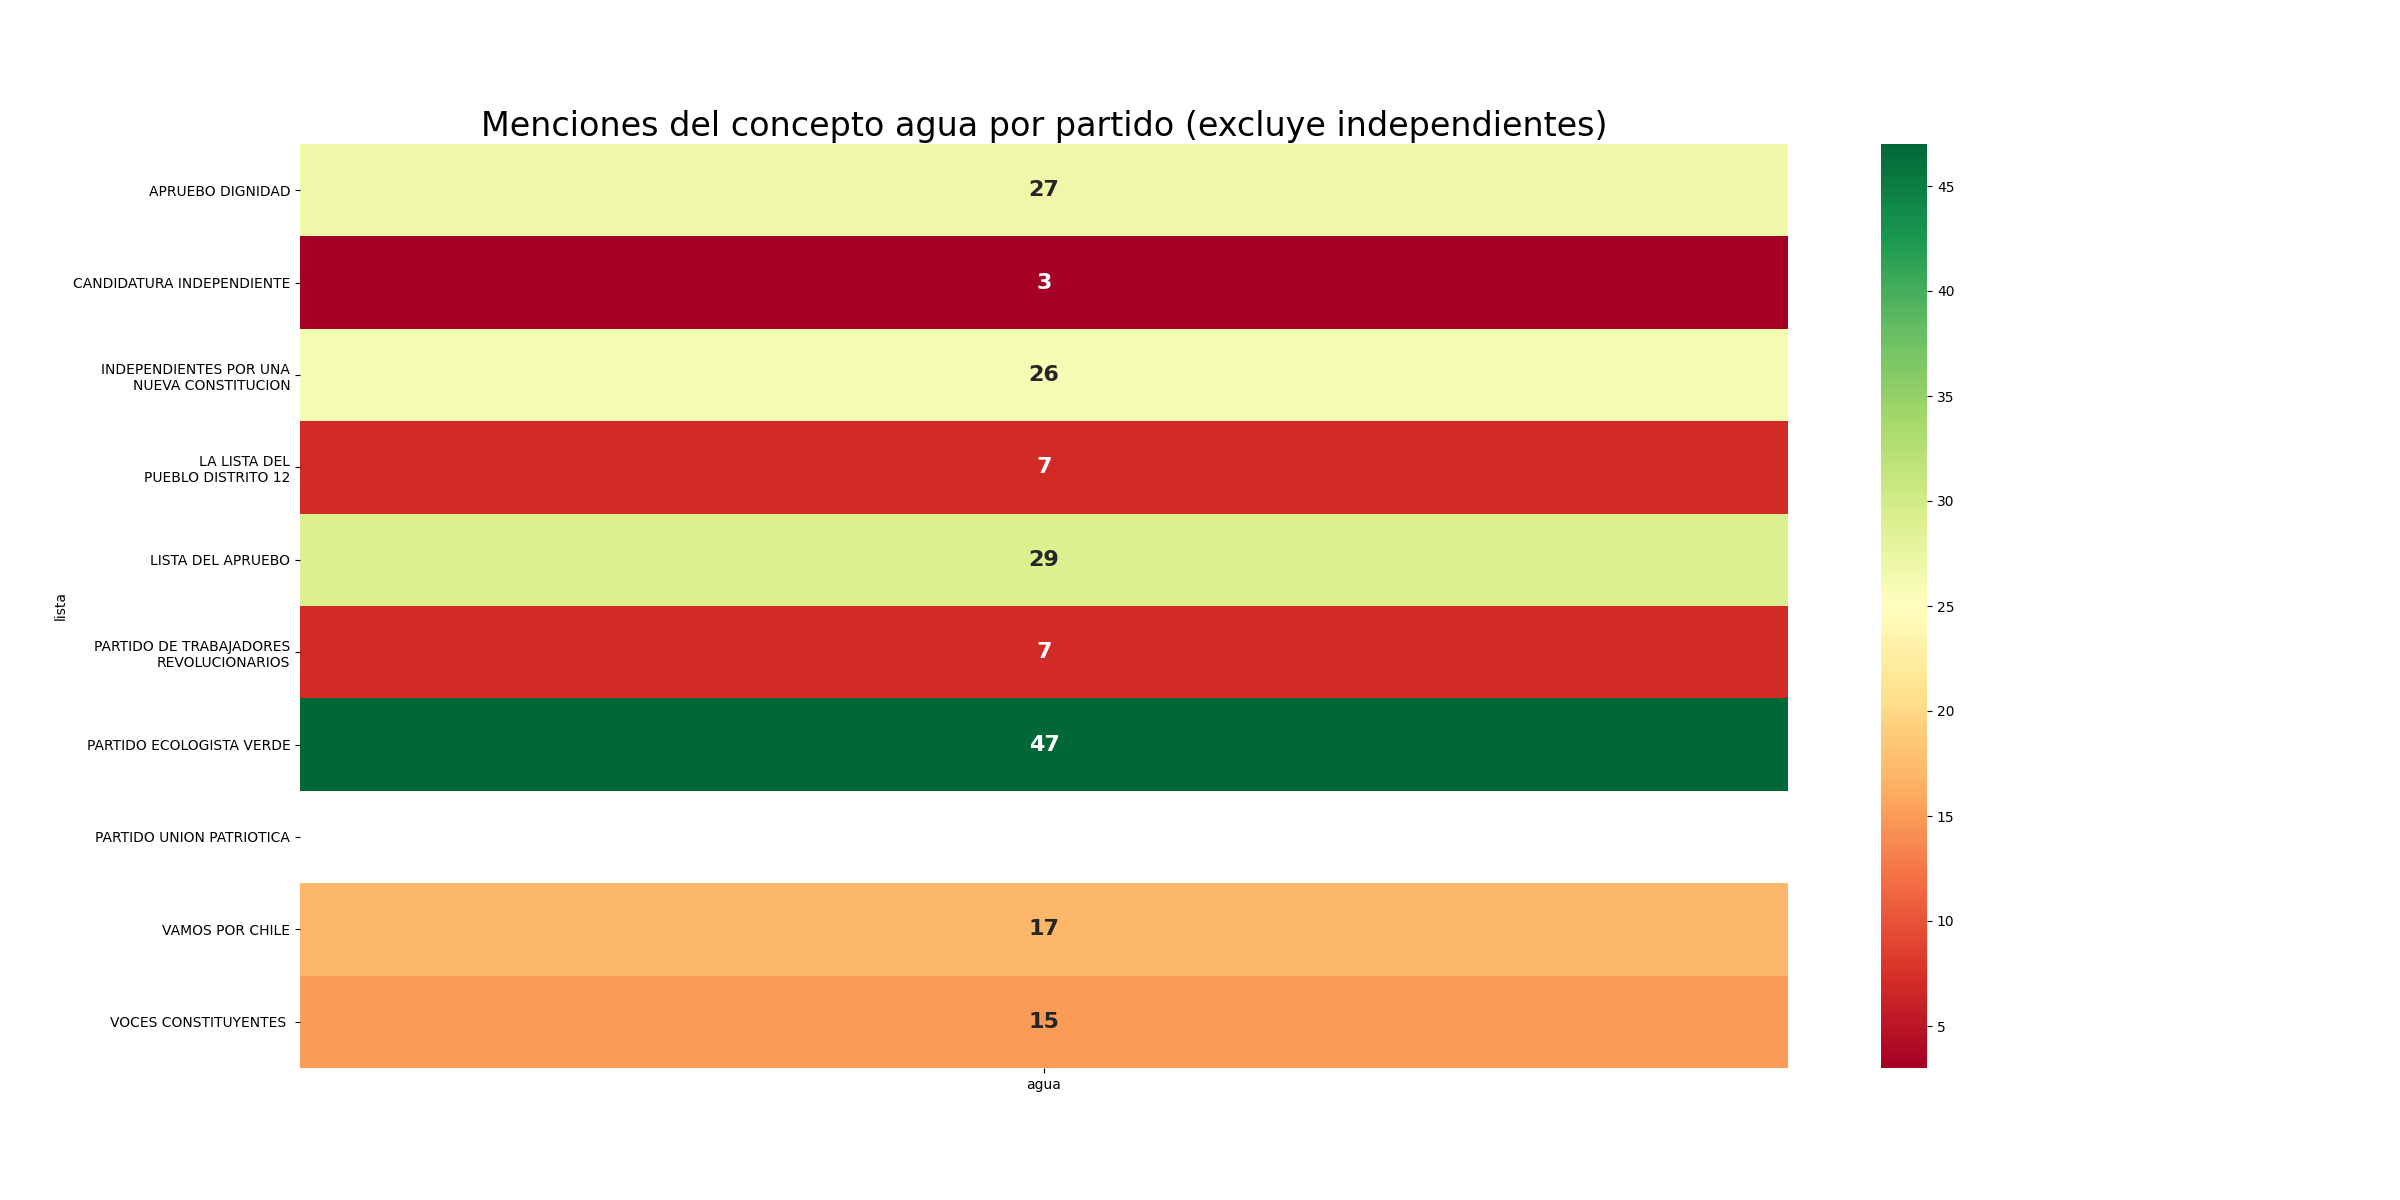 Menciones del concepto agua por partido (excluye independientes)
APRUEBO DIGNIDAD
27
CANDIDATURA INDEPENDIENTE
3
INDEPENDIENTES POR UNA
NUEVA CONSTITUCION
26
LA LISTA DEL
PUEBLO DISTRITO 12
7
LISTA DEL APRUEBO
29
PARTIDO DE TRABAJADORES
REVOLUCIONARIOS
7
PARTIDO ECOLOGISTA VERDE
47
PARTIDO UNION PATRIOTICA
VAMOS POR CHILE
17
VOCES CONSTITUYENTES
15
lista
agua
45
40
35
30
25
20
15
10
5